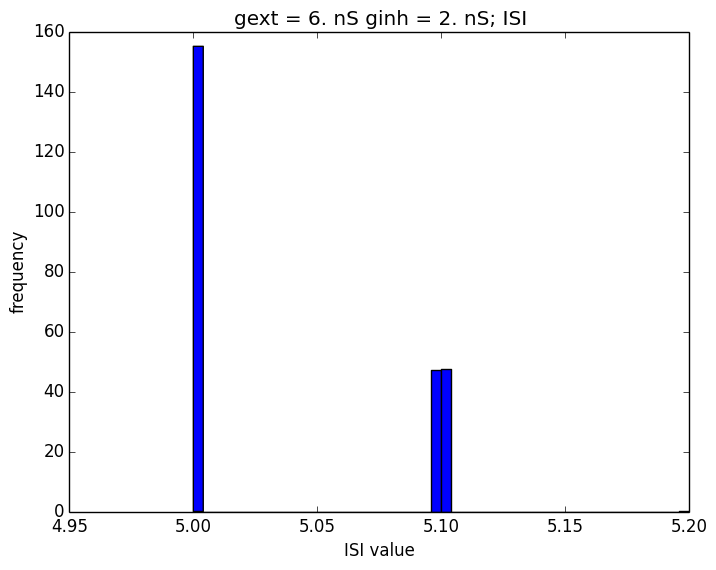 gext = 6. nS ginh = 2. nS; ISI
160
140
120
100
80
60
40
20
0
frequency
4.95 5.00 5.05 5.10 5.15 5.20
ISI value